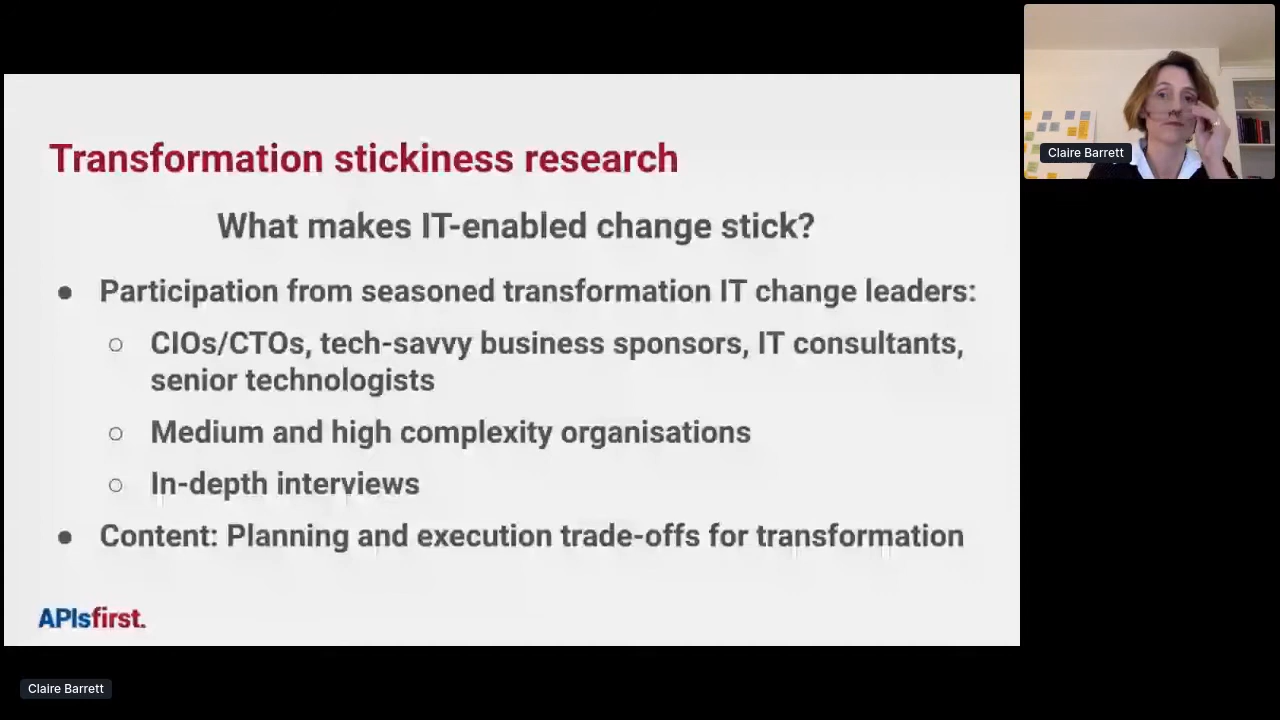 Transformation stickiness research
What makes IT-enabled change stick?
● Participation from seasoned transformation IT change leaders:
○ CIOs/CTOs, tech-savvy business sponsors, IT consultants,
senior technologists
○ Medium and high complexity organisations
○ In-depth interviews
● Content: Planning and execution trade-offs for transformation
APIsfirst.
Claire Barrett
Claire Barrett